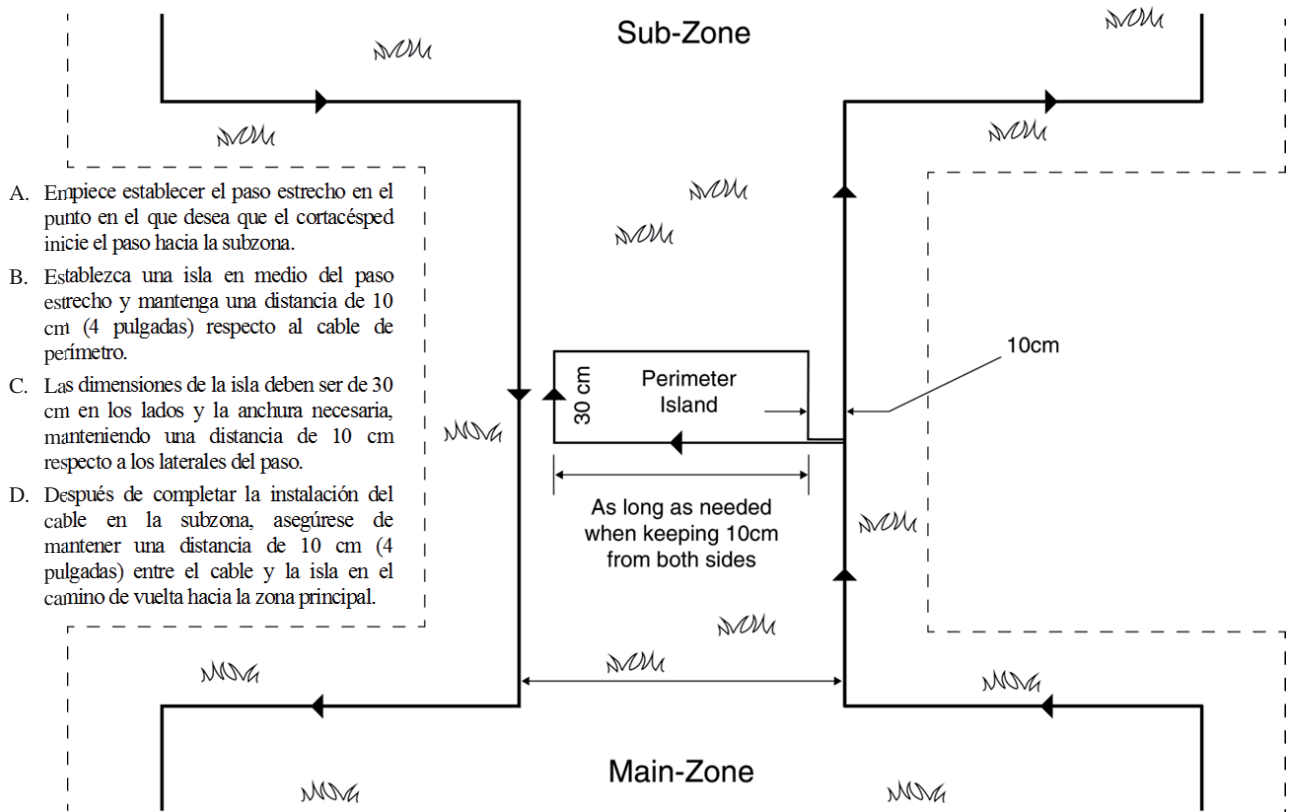 Sub-Zone
A. Empiece establecer el paso estrecho en el
punto en el que desea que el cortacésped
inicie el paso hacia la subzona.
B. Establezca una isla en medio del paso
estrecho y mantenga una distancia de 10
cm (4 pulgadas) respecto al cable de
perímetro.
C. Las dimensiones de la isla deben ser de 30
cm en los lados y la anchura necesaria,
manteniendo una distancia de 10 cm
respecto a los laterales del paso.
D. Después de completar la instalación del
cable en la subzona, asegúrese de
mantener una distancia de 10 cm (4
pulgadas) entre el cable y la isla en el
camino de vuelta hacia la zona principal.
30 cm
Perimeter
Island
10cm
As long as needed
when keeping 10cm
from both sides
Main-Zone